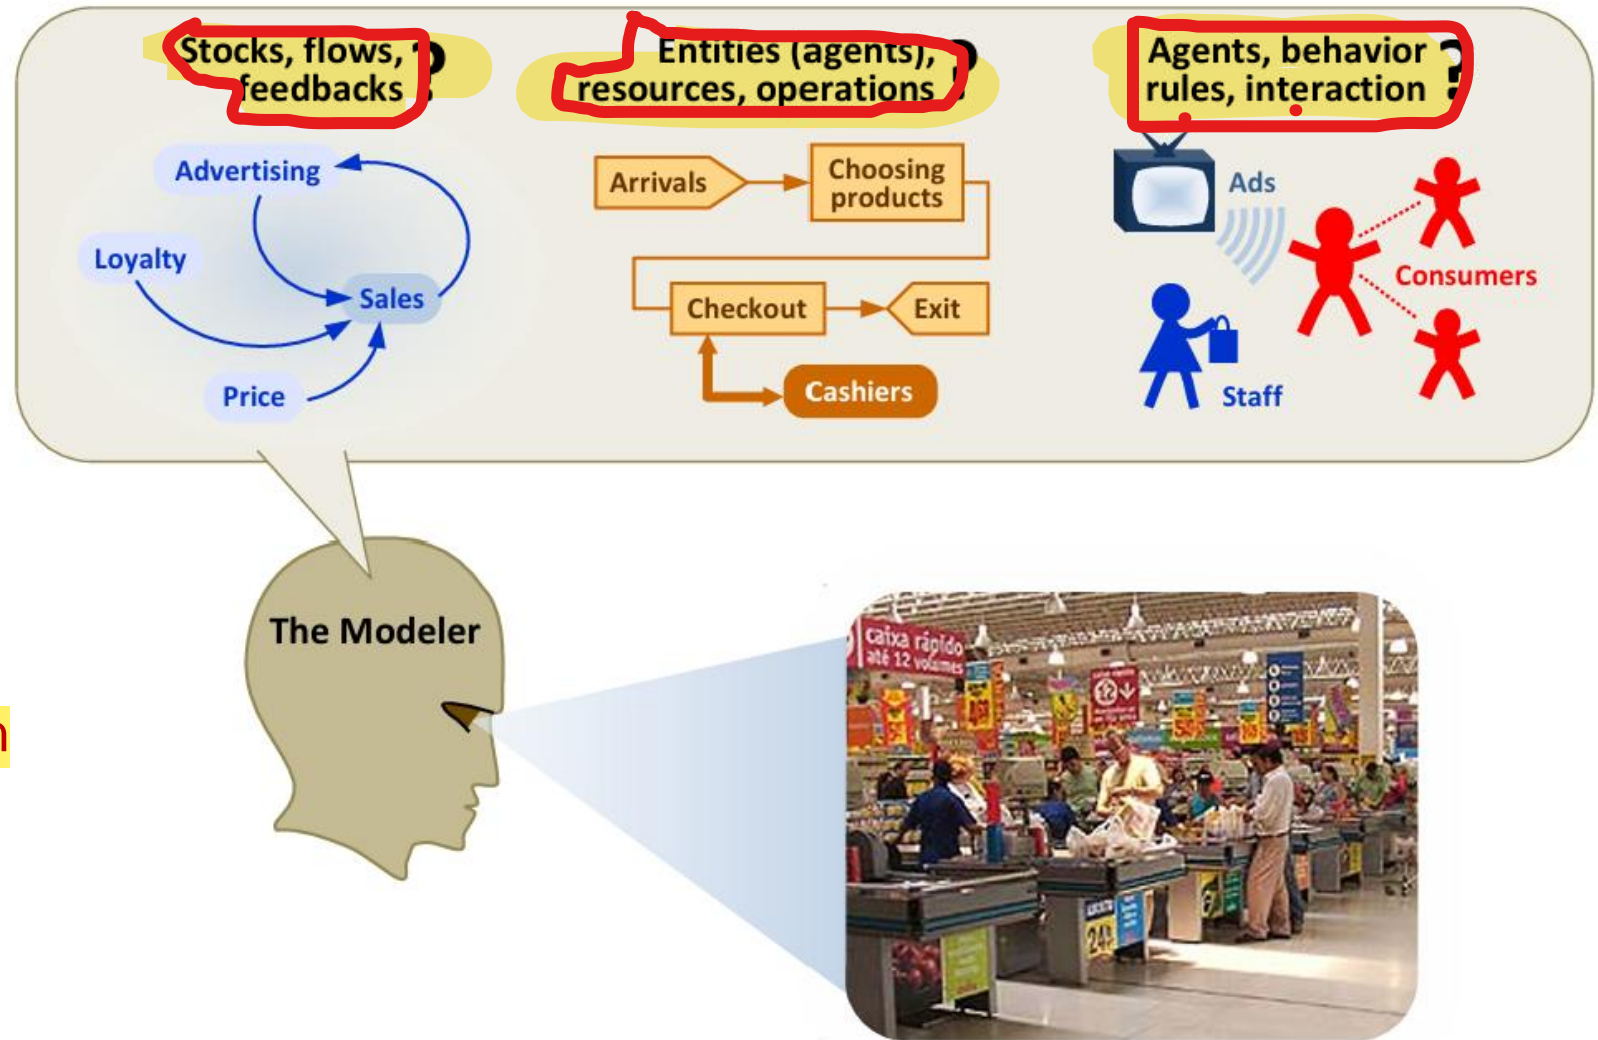 Stocks, flows,
feedbacks ?
Entities (agents),
resources, operations ?
Agents, behavior
rules, interaction ?
Advertising
Loyalty
Sales
Price
Arrivals
Choosing
products
Checkout
Exit
Cashiers
Ads
Consumers
Staff
The Modeler
caixa rápido
até 12 volumes
24